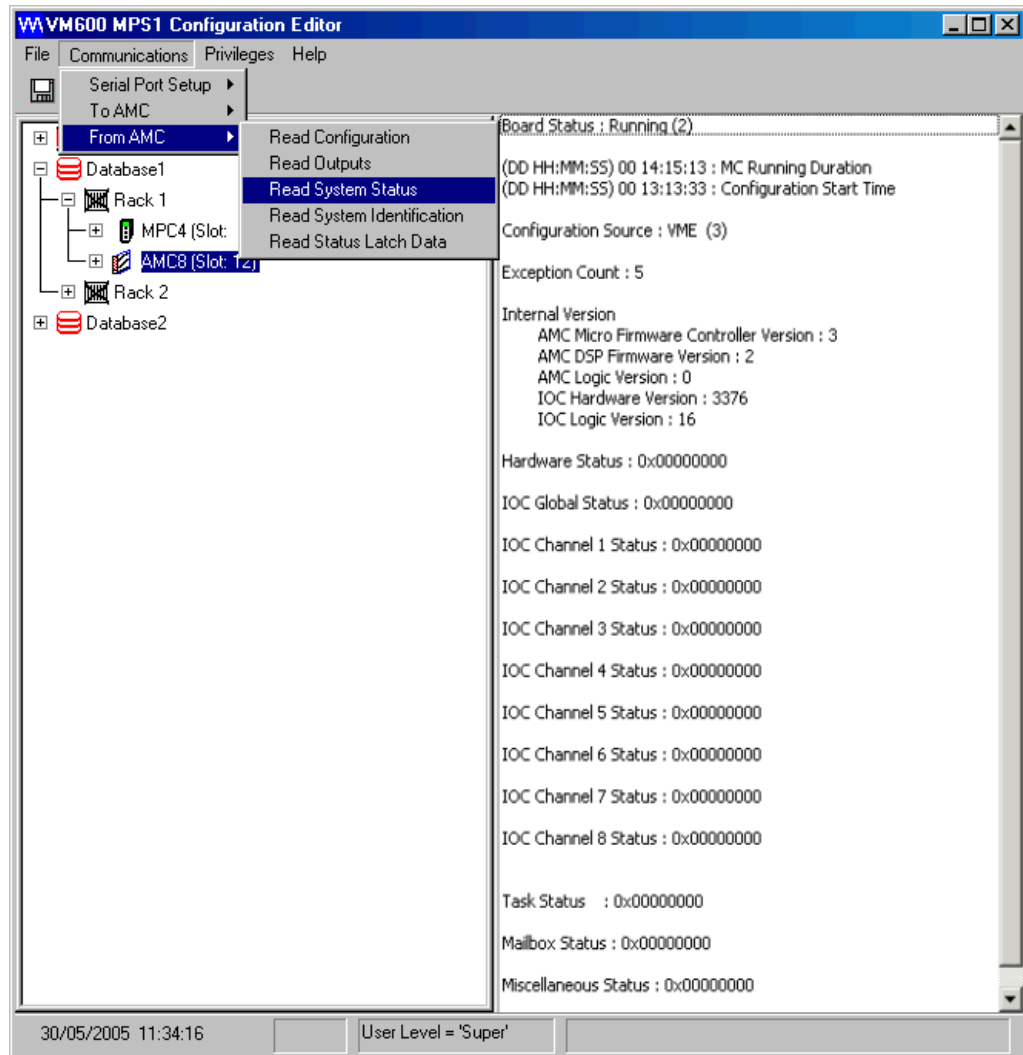 VM600 MPS1 Configuration Editor
File Communications Privileges Help
Serial Port Setup
To AMC
From AMC
Read Configuration
Read Outputs
Read System Status
Read System Identification
Read Status Latch Data
Database1
Rack 1
MPC4 (Slot:
AMC8 (Slot: 12)
Rack 2
Database2
Board Status : Running (2)
(DD HH:MM:SS) 00 14:15:13 : MC Running Duration
(DD HH:MM:SS) 00 13:13:33 : Configuration Start Time
Configuration Source : VME (3)
Exception Count : 5
Internal Version
AMC Micro Firmware Controller Version : 3
AMC DSP Firmware Version : 2
AMC Logic Version : 0
IOC Hardware Version : 3376
IOC Logic Version : 16
Hardware Status : 0x00000000
IOC Global Status : 0x00000000
IOC Channel 1 Status : 0x00000000
IOC Channel 2 Status : 0x00000000
IOC Channel 3 Status : 0x00000000
IOC Channel 4 Status : 0x00000000
IOC Channel 5 Status : 0x00000000
IOC Channel 6 Status : 0x00000000
IOC Channel 7 Status : 0x00000000
IOC Channel 8 Status : 0x00000000
Task Status : 0x00000000
Mailbox Status : 0x00000000
Miscellaneous Status : 0x00000000
30/05/2005 11:34:16
User Level = 'Super'